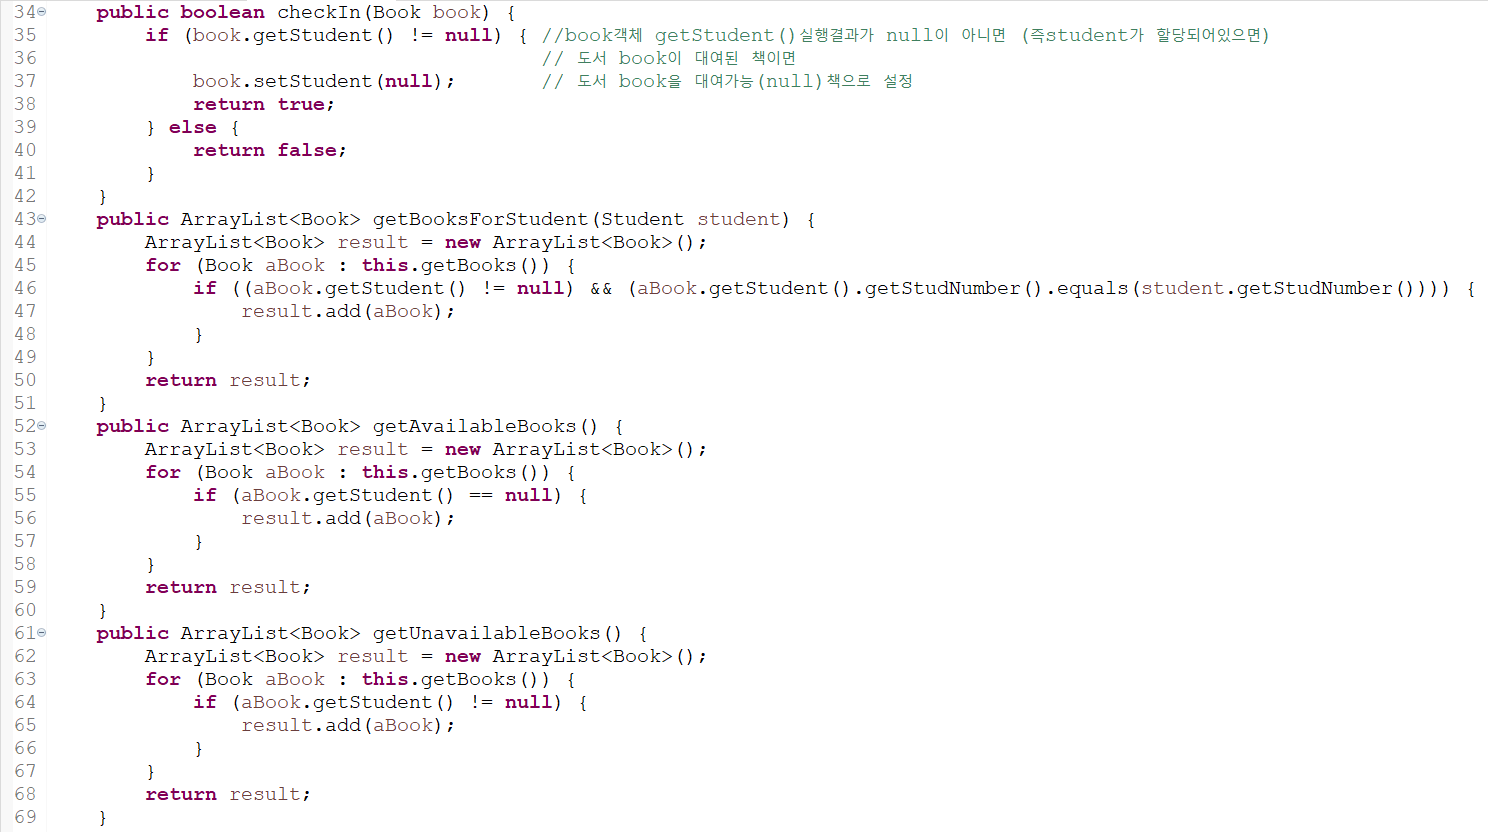 34 public boolean checkIn(Book book) {
35 if (book.getStudent() != null) { //book객체 getStudent()실행결과가 null이 아니면 (즉student가 할당되어있으면)
36 // 도서 book이 대여된 책이면
37 book.setStudent(null); // 도서 book을 대여가능(null)책으로 설정
38 return true;
39 } else {
40 return false;
41 }
42 }
43 public ArrayList<Book> getBooksForStudent(Student student) {
44 ArrayList<Book> result = new ArrayList<Book>();
45 for (Book aBook : this.getBooks()) {
46 if ((aBook.getStudent() != null) && (aBook.getStudent().getStudNumber().equals(student.getStudNumber()))) {
47 result.add(aBook);
48 }
49 }
50 return result;
51 }
52 public ArrayList<Book> getAvailableBooks() {
53 ArrayList<Book> result = new ArrayList<Book>();
54 for (Book aBook : this.getBooks()) {
55 if (aBook.getStudent() == null) {
56 result.add(aBook);
57 }
58 }
59 return result;
60 }
61 public ArrayList<Book> getUnavailableBooks() {
62 ArrayList<Book> result = new ArrayList<Book>();
63 for (Book aBook : this.getBooks()) {
64 if (aBook.getStudent() != null) {
65 result.add(aBook);
66 }
67 }
68 return result;
69 }